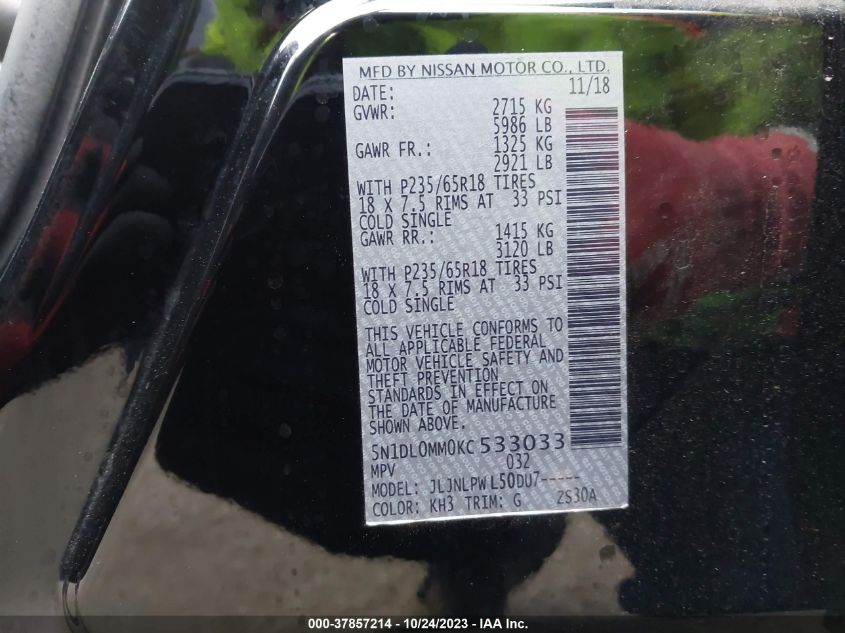 MFD BY NISSAN MOTOR CO., LTD.
DATE: 11/18
GVWR: 2715 KG
5986 LB
GAWR FR.: 1325 KG
2921 LB
WITH P235/65R18 TIRES
18 X 7.5 RIMS AT 33 PSI
COLD SINGLE
GAWR RR.: 1415 KG
3120 LB
WITH P235/65R18 TIRES
18 X 7.5 RIMS AT 33 PSI
COLD SINGLE
THIS VEHICLE CONFORMS TO
ALL APPLICABLE FEDERAL
MOTOR VEHICLE SAFETY AND
THEFT PREVENTION
STANDARDS IN EFFECT ON
THE DATE OF MANUFACTURE
SHOWN ABOVE.
5N1DL0MM0KC533033
MPV 032
MODEL: JLJNLPWL50DU7-----
COLOR: KH3 TRIM: G ZS30A
000-37857214 - 10/24/2023 - IAA Inc.